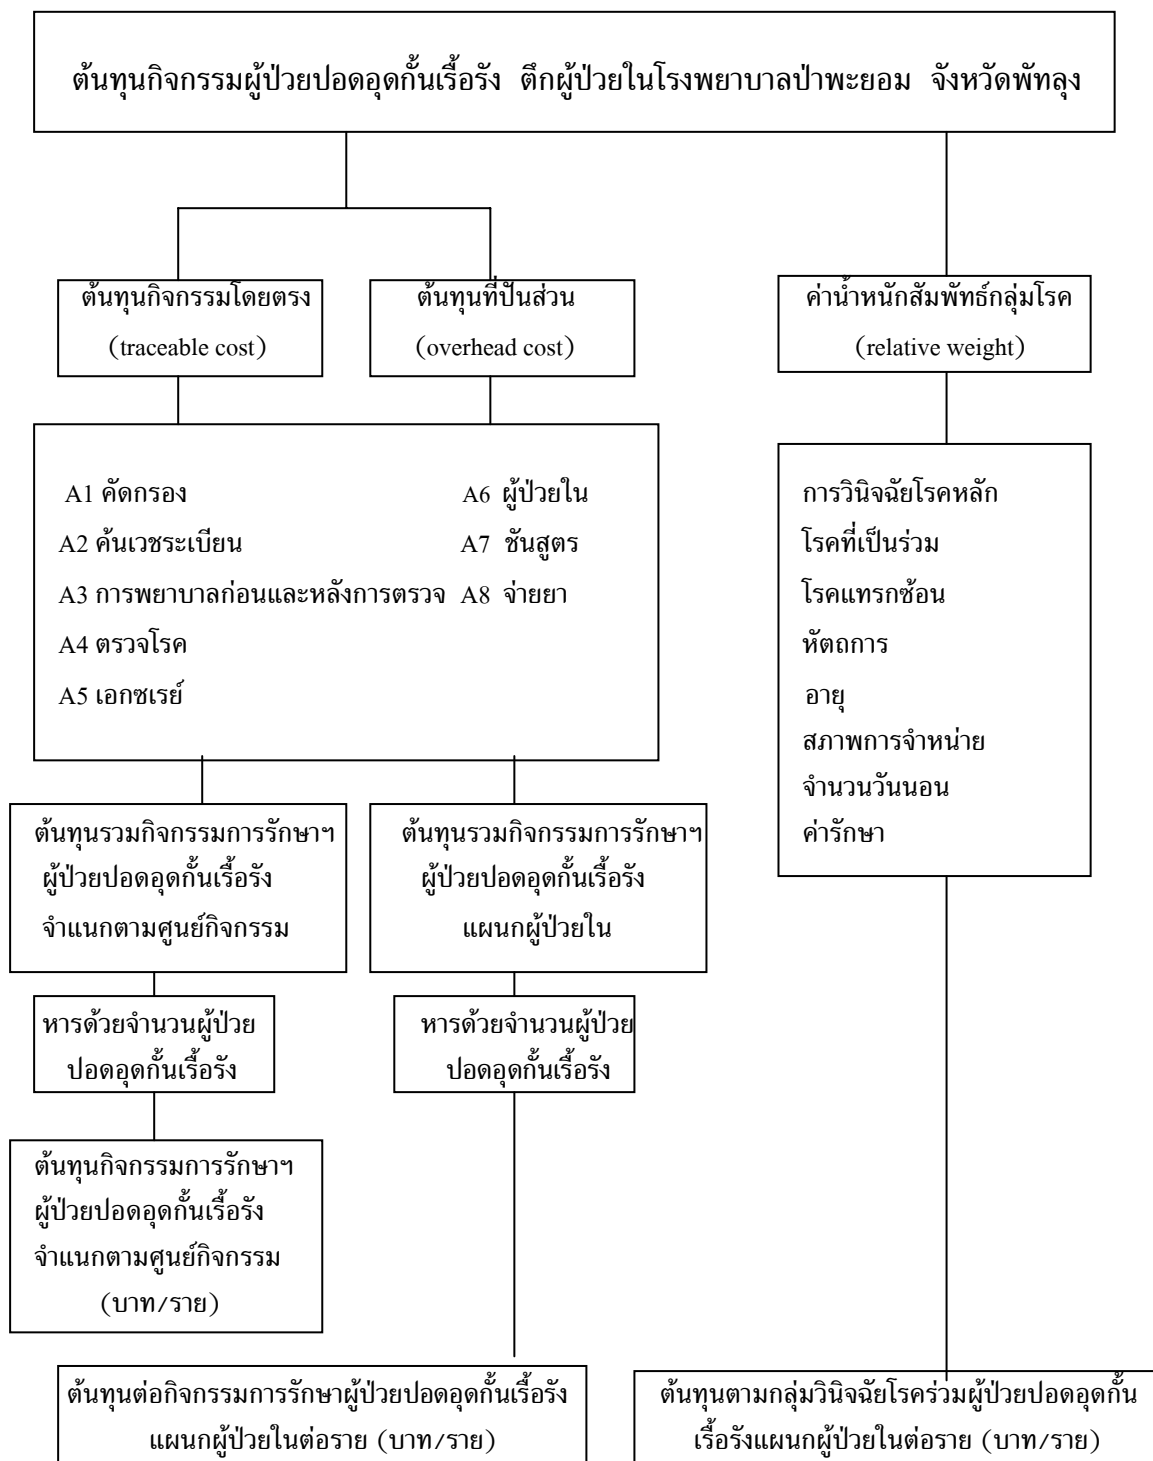 ต้นทุนกิจกรรมผู้ป่วยปอดอุดกั้นเรื้อรัง ตึกผู้ป่วยในโรงพยาบาลป่าพะยอม จังหวัดพัทลุง
ต้นทุนกิจกรรมโดยตรง
(traceable cost)
ต้นทุนที่ปันส่วน
(overhead cost)
ค่าน้ำหนักสัมพัทธ์กลุ่มโรค
(relative weight)
A1 คัดกรอง
A2 ค้นเวชระเบียน
A3 การพยาบาลก่อนและหลังการตรวจ
A4 ตรวจโรค
A5 เอกซเรย์
A6 ผู้ป่วยใน
A7 ชันสูตร
A8 จ่ายยา
การวินิจฉัยโรคหลัก
โรคที่เป็นร่วม
โรคแทรกซ้อน
หัตถการ
อายุ
สภาพการจำหน่าย
จำนวนวันนอน
ค่ารักษา
ต้นทุนรวมกิจกรรมการรักษาฯ
ผู้ป่วยปอดอุดกั้นเรื้อรัง
จำแนกตามศูนย์กิจกรรม
ต้นทุนรวมกิจกรรมการรักษาฯ
ผู้ป่วยปอดอุดกั้นเรื้อรัง
แผนกผู้ป่วยใน
หารด้วยจำนวนผู้ป่วย
ปอดอุดกั้นเรื้อรัง
หารด้วยจำนวนผู้ป่วย
ปอดอุดกั้นเรื้อรัง
ต้นทุนกิจกรรมการรักษาฯ
ผู้ป่วยปอดอุดกั้นเรื้อรัง
จำแนกตามศูนย์กิจกรรม
(บาท/ราย)
ต้นทุนต่อกิจกรรมการรักษาผู้ป่วยปอดอุดกั้นเรื้อรัง
แผนกผู้ป่วยในต่อราย (บาท/ราย)
ต้นทุนตามกลุ่มวินิจฉัยโรคร่วมผู้ป่วยปอดอุดกั้น
เรื้อรังแผนกผู้ป่วยในต่อราย (บาท/ราย)